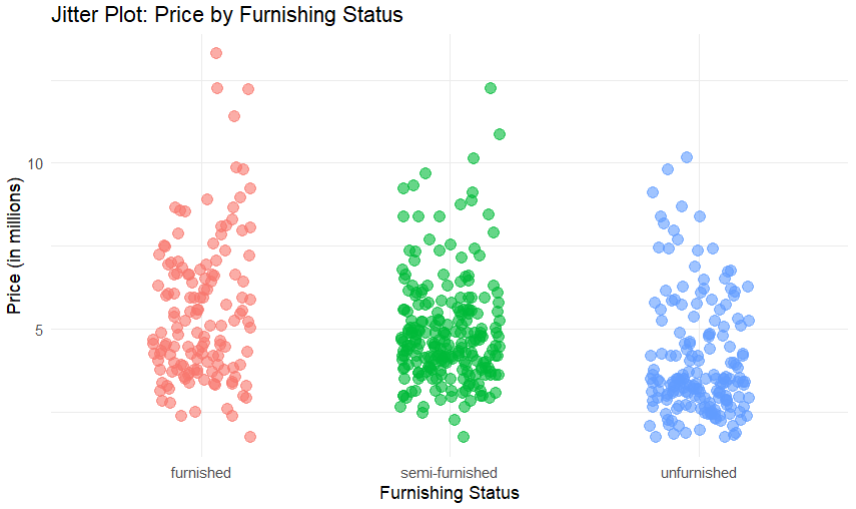 Jitter Plot: Price by Furnishing Status
Price (in millions)
10
5
furnished
semi-furnished
unfurnished
Furnishing Status